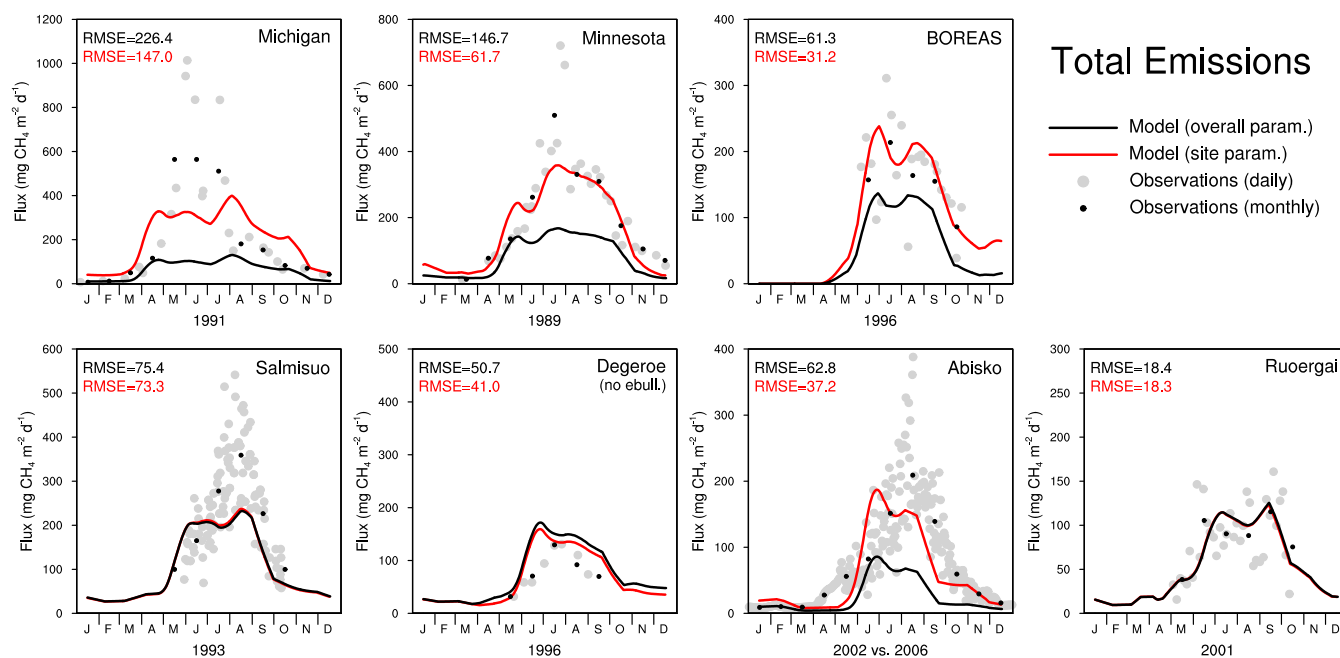 Total Emissions
Model (overall param.)
Model (site param.)
Observations (daily)
Observations (monthly)
Michigan
RMSE=226.4
RMSE=147.0
Flux (mg CH4 m-2 d-1)
1200
1000
800
600
400
200
0
J F M A M J J A S O N D
1991
Minnesota
RMSE=146.7
RMSE=61.7
Flux (mg CH4 m-2 d-1)
800
600
400
200
0
J F M A M J J A S O N D
1989
BOREAS
RMSE=61.3
RMSE=31.2
Flux (mg CH4 m-2 d-1)
400
300
200
100
0
J F M A M J J A S O N D
1996
Salmisuo
RMSE=75.4
RMSE=73.3
Flux (mg CH4 m-2 d-1)
600
500
400
300
200
100
0
J F M A M J J A S O N D
1993
Degeroe
(no ebull.)
RMSE=50.7
RMSE=41.0
Flux (mg CH4 m-2 d-1)
500
400
300
200
100
0
J F M A M J J A S O N D
1996
Abisko
RMSE=62.8
RMSE=37.2
Flux (mg CH4 m-2 d-1)
400
300
200
100
0
J F M A M J J A S O N D
2002 vs. 2006
Ruoergai
RMSE=18.4
RMSE=18.3
Flux (mg CH4 m-2 d-1)
300
250
200
150
100
50
0
J F M A M J J A S O N D
2001